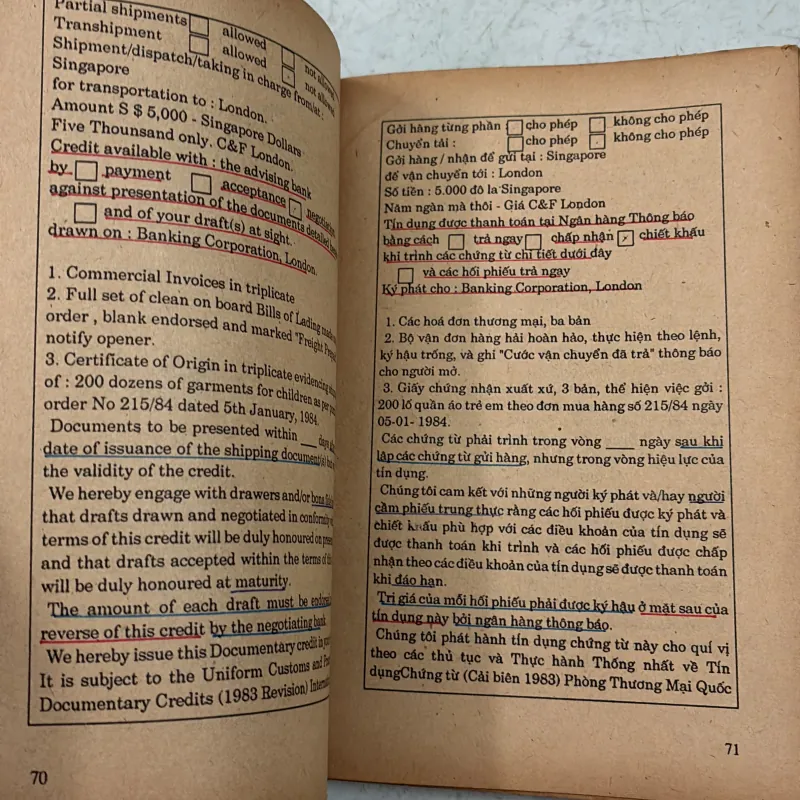 Partial shipments allowed not allowed
Transhipment allowed not allowed
Shipment/dispatch/taking in charge from/at :
Singapore
for transportation to : London.
Amount S $ 5,000 - Singapore Dollars
Five Thounsand only. C&F London.
Credit available with : the advising bank
by payment acceptance negotiation
against presentation of the documents detailed
and of your draft(s) at sight.
drawn on : Banking Corporation, London.
1. Commercial Invoices in triplicate
2. Full set of clean on board Bills of Lading made
order , blank endorsed and marked "Freight
notify opener.
3. Certificate of Origin in triplicate evidencing
of : 200 dozens of garments for children as per
order No 215/84 dated 5th January, 1984.
Documents to be presented within ___ days
date of issuance of the shipping document(s)
the validity of the credit.
We hereby engage with drawers and/or bona
that drafts drawn and negotiated in
terms of this credit will be duly honoured on
and that drafts accepted within the terms of
will be duly honoured at maturity.
The amount of each draft must be
reverse of this credit by the negotiating bank
We hereby issue this Documentary credit in
It is subject to the Uniform Customs and
Documentary Credits (1983 Revision)
70
Gởi hàng từng phần cho phép không cho phép
Chuyển tải : cho phép không cho phép
Gởi hàng / nhận để gửi tại : Singapore
để vận chuyển tới : London
Số tiền : 5.000 đô la Singapore
Năm ngàn mà thôi - Giá C&F London
Tín dụng được thanh toán tại Ngân hàng Thông báo
bằng cách trả ngay chấp nhận chiết khấu
khi trình các chứng từ chi tiết dưới đây
và các hối phiếu trả ngay
Ký phát cho : Banking Corporation, London
1. Các hoá đơn thương mại, ba bản
2. Bộ vận đơn hàng hải hoàn hảo, thực hiện theo lệnh,
ký hậu trống, và ghi "Cước vận chuyển đã trả" thông báo
cho người mở.
3. Giấy chứng nhận xuất xứ, 3 bản, thể hiện việc gởi :
200 lố quần áo trẻ em theo đơn mua hàng số 215/84 ngày
05-01- 1984.
Các chứng từ phải trình trong vòng ____ ngày sau khi
lập các chứng từ gửi hàng, nhưng trong vòng hiệu lực của
tín dụng.
Chúng tôi cam kết với những người ký phát và/hay người
cầm phiếu trung thực rằng các hối phiếu được ký phát và
chiết khấu phù hợp với các điều khoản của tín dụng sẽ
được thanh toán khi trình và các hối phiếu được chấp
nhận theo các điều khoản của tín dụng sẽ được thanh toán
khi đáo hạn.
Trị giá của mỗi hối phiếu phải được ký hậu ở mặt sau của
tín dụng này bởi ngân hàng thông báo.
Chúng tôi phát hành tín dụng chứng từ này cho quí vị
theo các thủ tục và Thực hành Thống nhất về Tín
dụngChứng từ (Cải biên 1983) Phòng Thương Mại Quốc
71